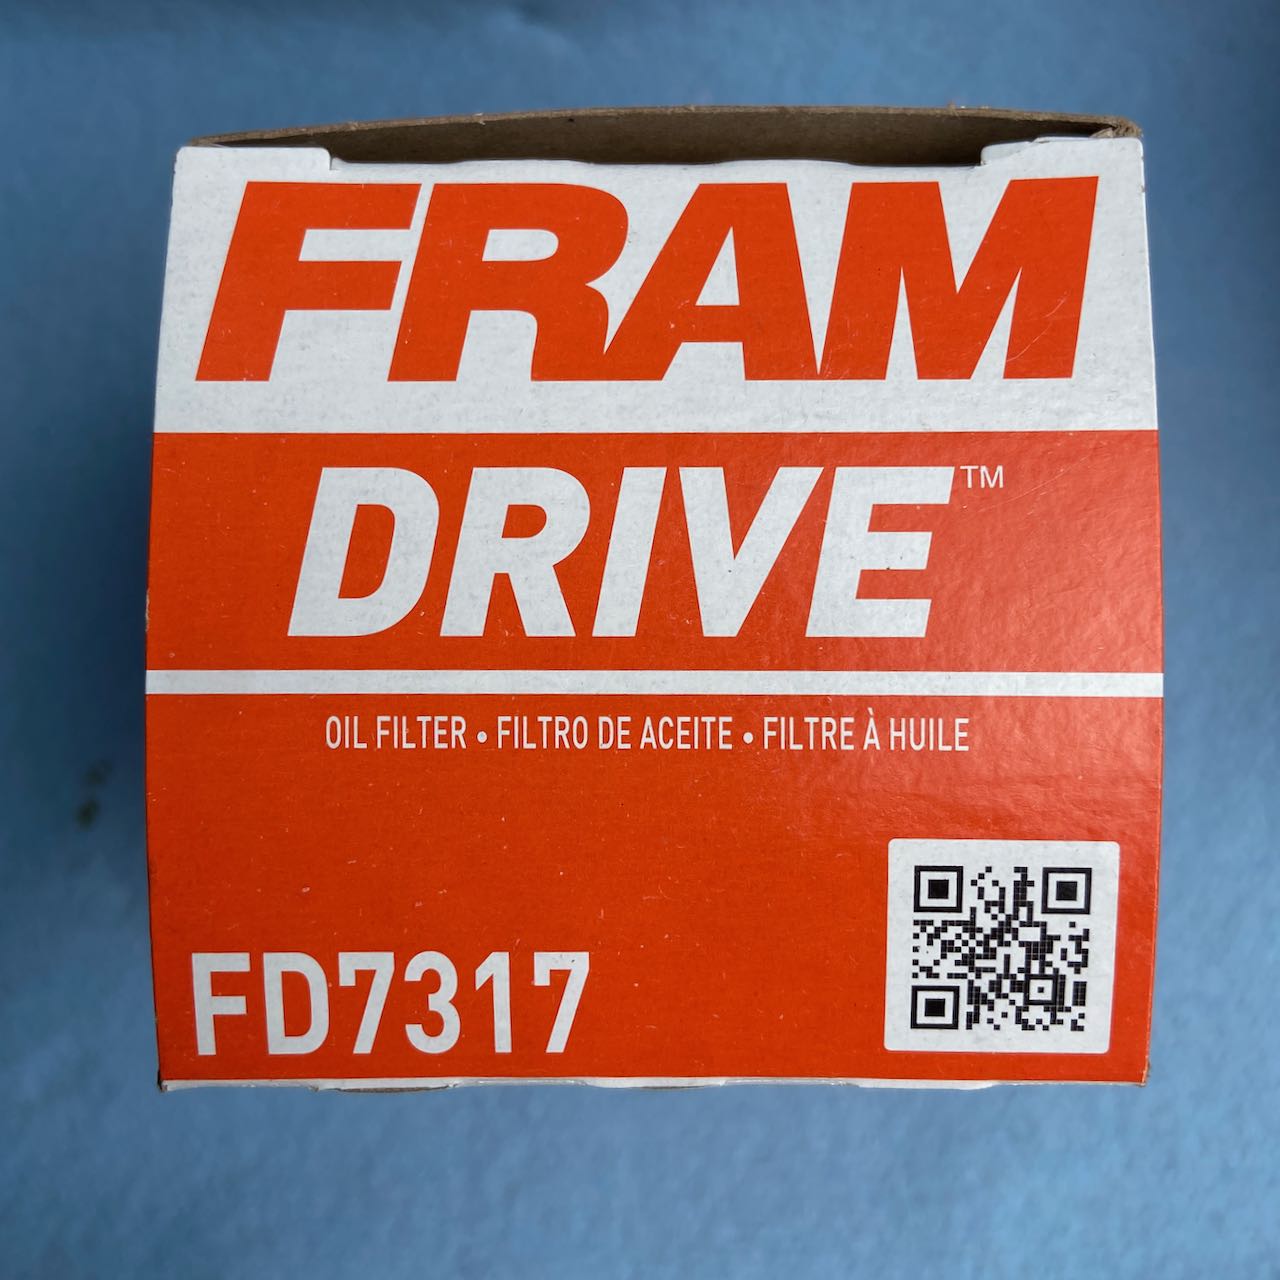 FRAM
DRIVE™
OIL FILTER • FILTRO DE ACEITE • FILTRE À HUILE
FD7317